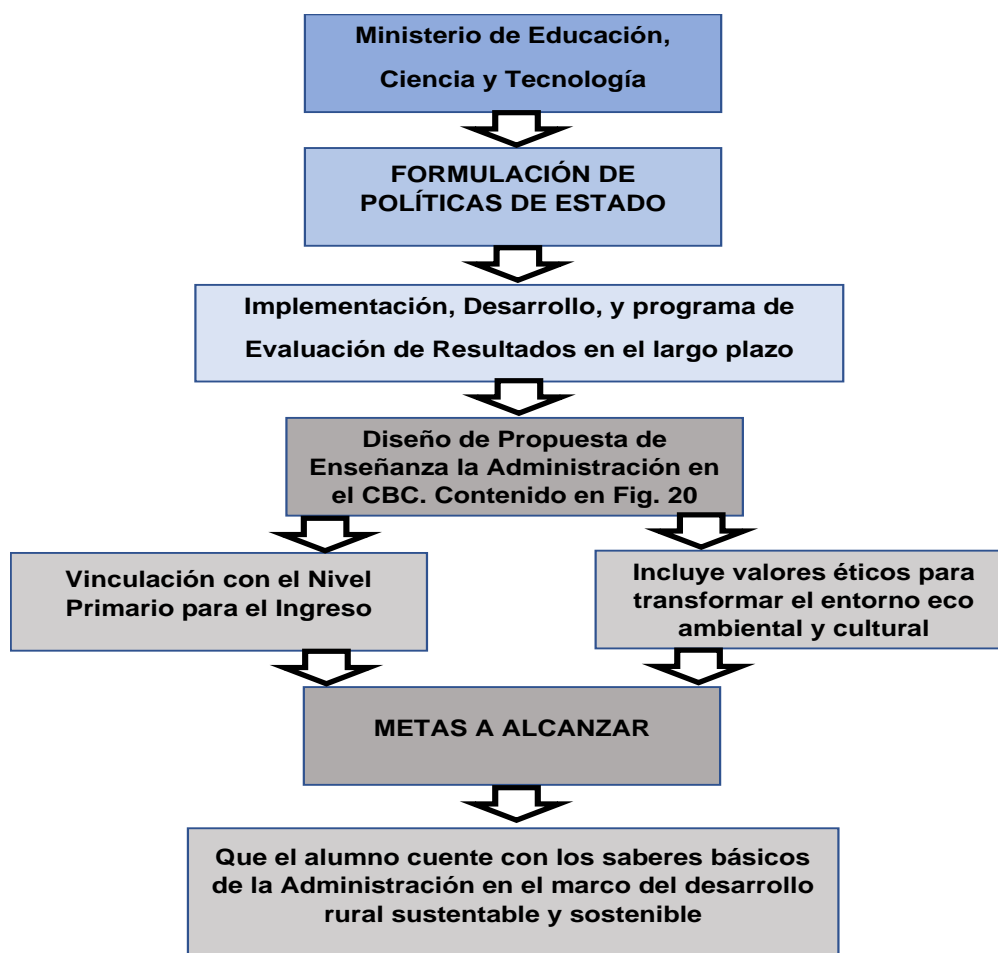 Ministerio de Educación,
Ciencia y Tecnología
FORMULACIÓN DE
POLÍTICAS DE ESTADO
Implementación, Desarrollo, y programa de
Evaluación de Resultados en el largo plazo
Diseño de Propuesta de
Enseñanza la Administración en
el CBC. Contenido en Fig. 20
Vinculación con el Nivel
Primario para el Ingreso
Incluye valores éticos para
transformar el entorno eco
ambiental y cultural
METAS A ALCANZAR
Que el alumno cuente con los saberes básicos
de la Administración en el marco del desarrollo
rural sustentable y sostenible